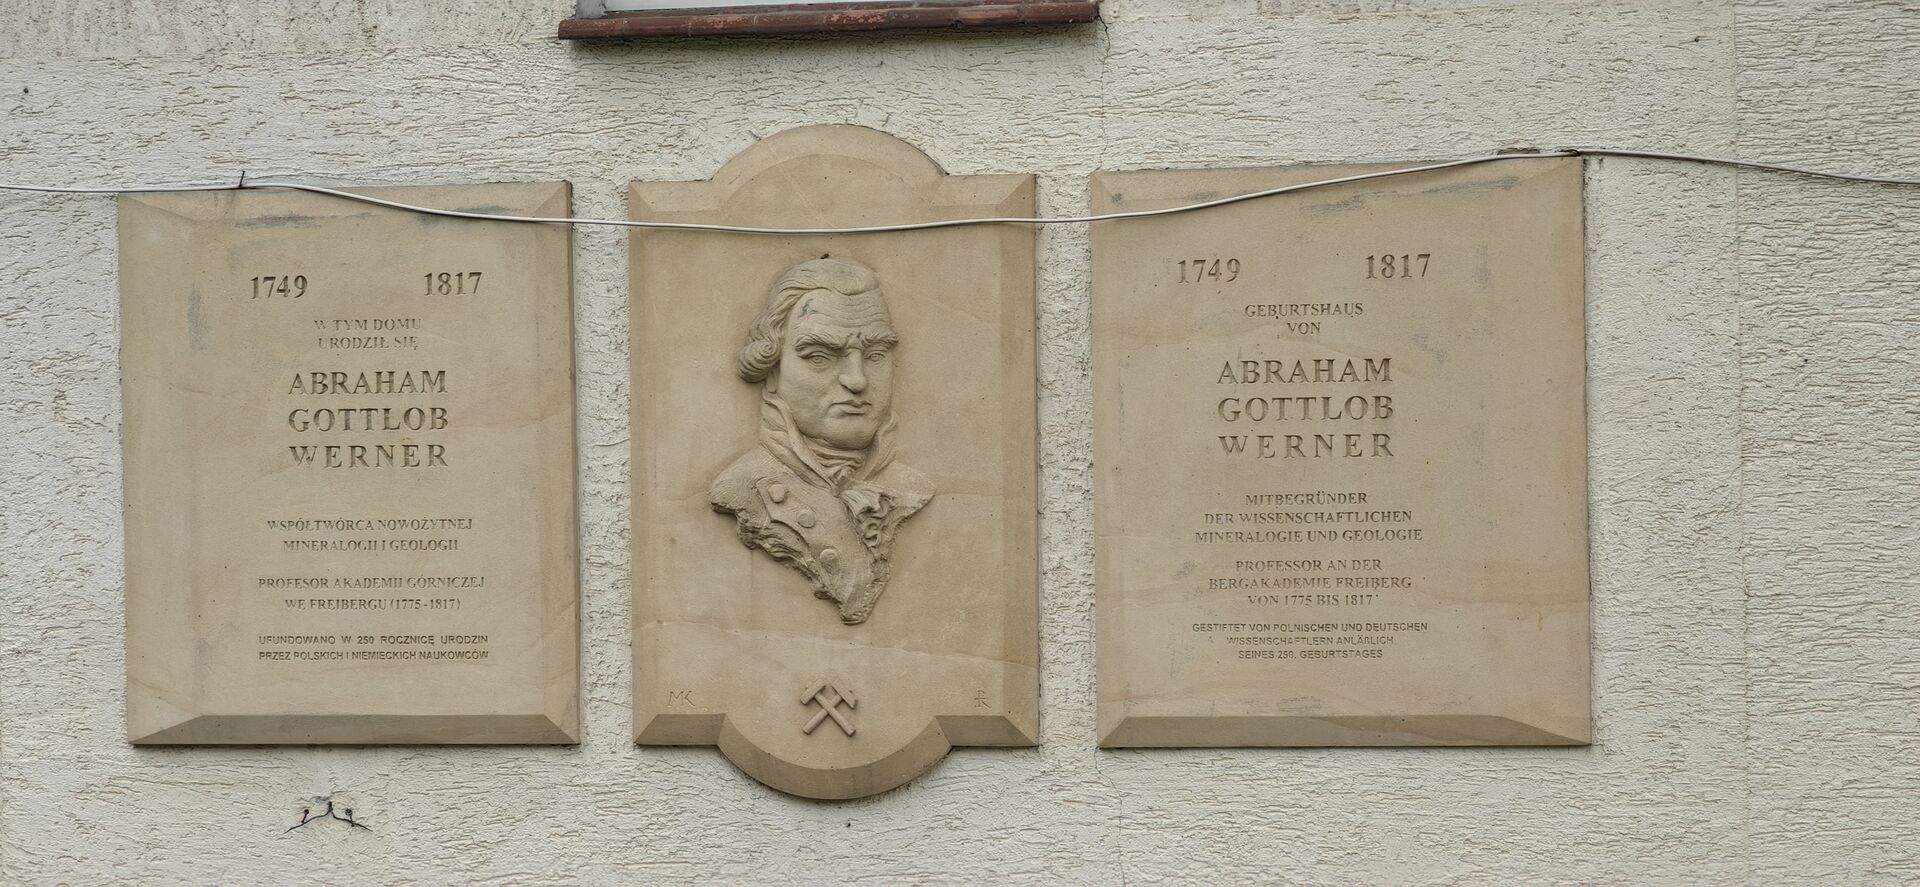 1749 1817
W TYM DOMU
URODZIŁ SIĘ
ABRAHAM
GOTTLOB
WERNER
WSPÓŁTWÓRCA NOWOŻYTNEJ
MINERALOGII I GEOLOGII
PROFESOR AKADEMII GÓRNICZEJ
WE FREIBERGU (1775-1817)
UFUNDOWANO W 250 ROCZNICĘ URODZIN
PRZEZ POLSKICH I NIEMIECKICH NAUKOWCÓW
MK
1749 1817
GEBURTSHAUS
VON
ABRAHAM
GOTTLOB
WERNER
MITBEGRÜNDER
DER WISSENSCHAFTLICHEN
MINERALOGIE UND GEOLOGIE
PROFESSOR AN DER
BERGAKADEMIE FREIBERG
VON 1775 BIS 1817
GESTIFTET VON POLNISCHEN UND DEUTSCHEN
WISSENSCHAFTLERN ANLÄßLICH
SEINES 250. GEBURTSTAGES